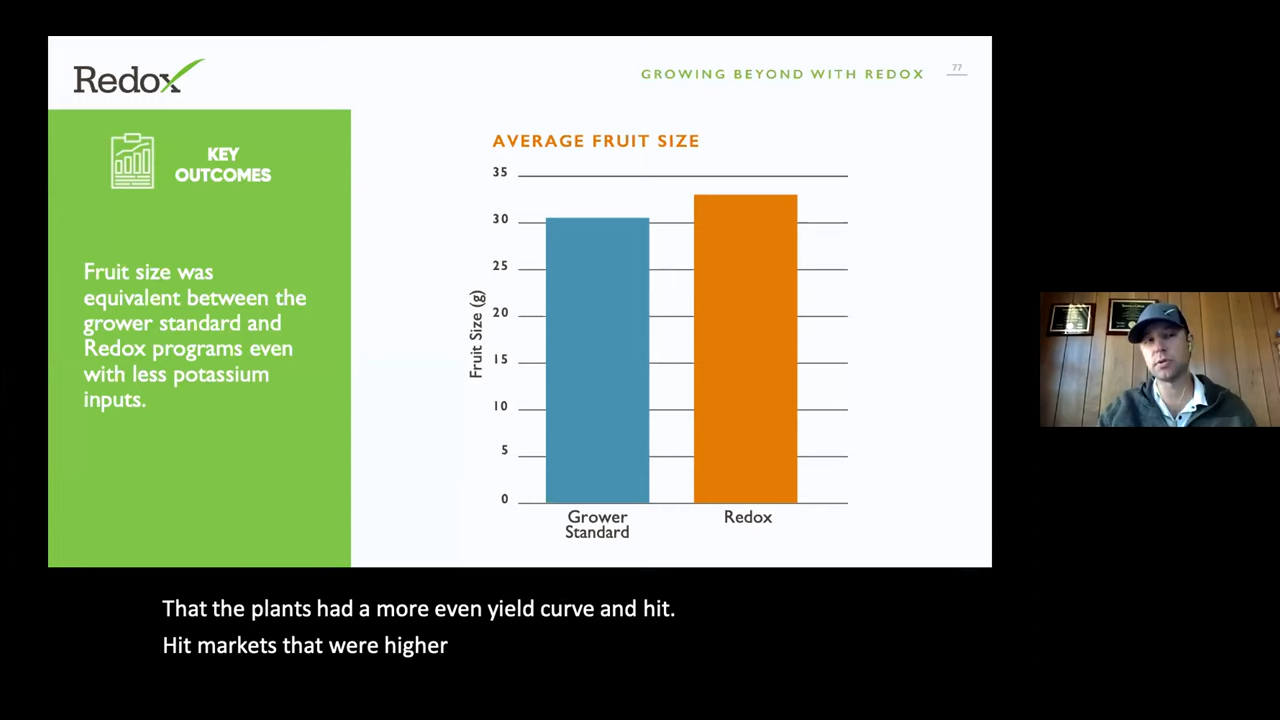 Redox
GROWING BEYOND WITH REDOX
77
KEY
OUTCOMES
Fruit size was
equivalent between the
grower standard and
Redox programs even
with less potassium
inputs.
AVERAGE FRUIT SIZE
35
30
25
20
15
10
5
0
Fruit Size (g)
Grower
Standard
Redox
That the plants had a more even yield curve and hit.
Hit markets that were higher